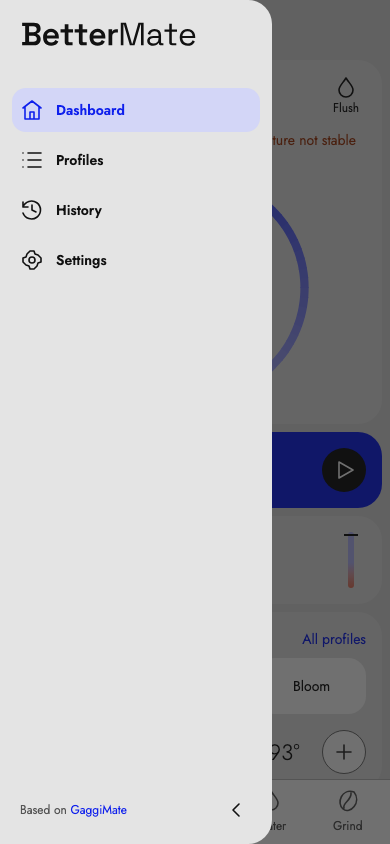 BetterMate
Flush
Dashboard
ture not stable
Profiles
History
Settings
All profiles
Bloom
93°
Based on GaggiMate
ater
Grind